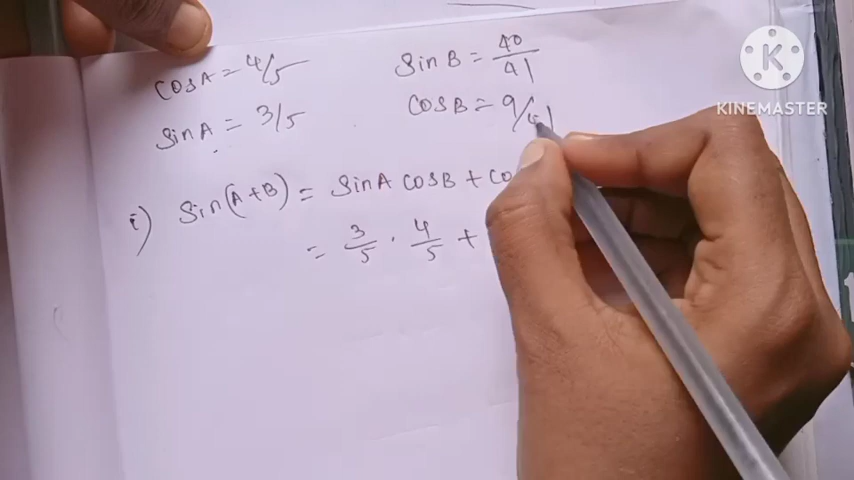 cosA = 4/5
sinB = 40/41
sinA = 3/5
cosB = 9/41
i) sin(A+B) = sinA cosB + co
= 3/5 . 4/5 +
KINEMASTER